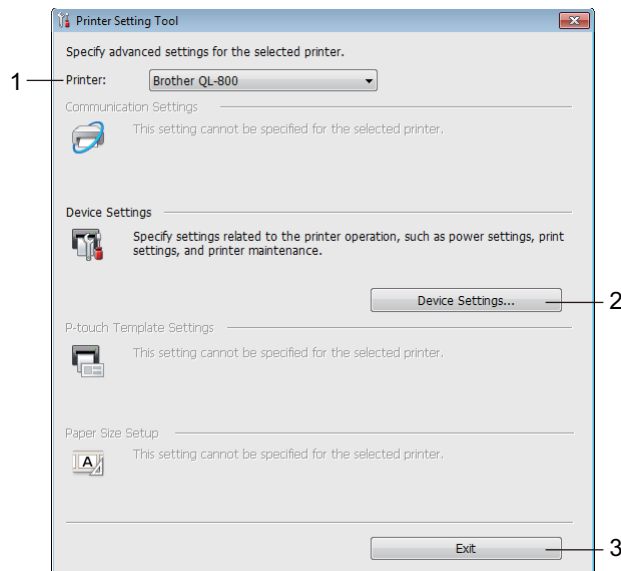 Printer Setting Tool
Specify advanced settings for the selected printer.
1 Printer: Brother QL-800
Communication Settings
This setting cannot be specified for the selected printer.
Device Settings
Specify settings related to the printer operation, such as power settings, print
settings, and printer maintenance.
Device Settings... 2
P-touch Template Settings
This setting cannot be specified for the selected printer.
Paper Size Setup
A
This setting cannot be specified for the selected printer.
Exit 3